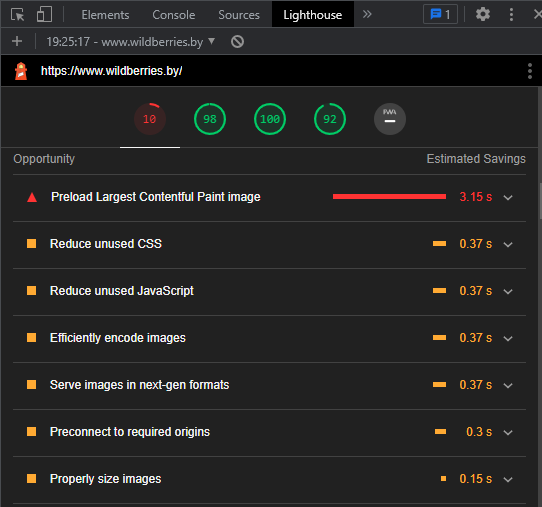 Elements Console Sources Lighthouse » 1
+ 19:25:17 - www.wildberries.by
https://www.wildberries.by/
10 98 100 92 PWA
Opportunity Estimated Savings
Preload Largest Contentful Paint image 3.15 s
Reduce unused CSS 0.37 s
Reduce unused JavaScript 0.37 s
Efficiently encode images 0.37 s
Serve images in next-gen formats 0.37 s
Preconnect to required origins 0.3 s
Properly size images 0.15 s